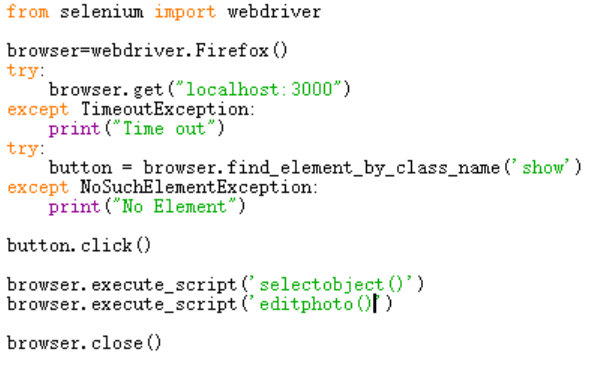 from selenium import webdriver
browser=webdriver.Firefox()
try:
    browser.get("localhost:3000")
except TimeoutException:
    print("Time out")
try:
    button = browser.find_element_by_class_name('show')
except NoSuchElementException:
    print("No Element")
button.click()
browser.execute_script('selectobject()')
browser.execute_script('editphoto()')
browser.close()